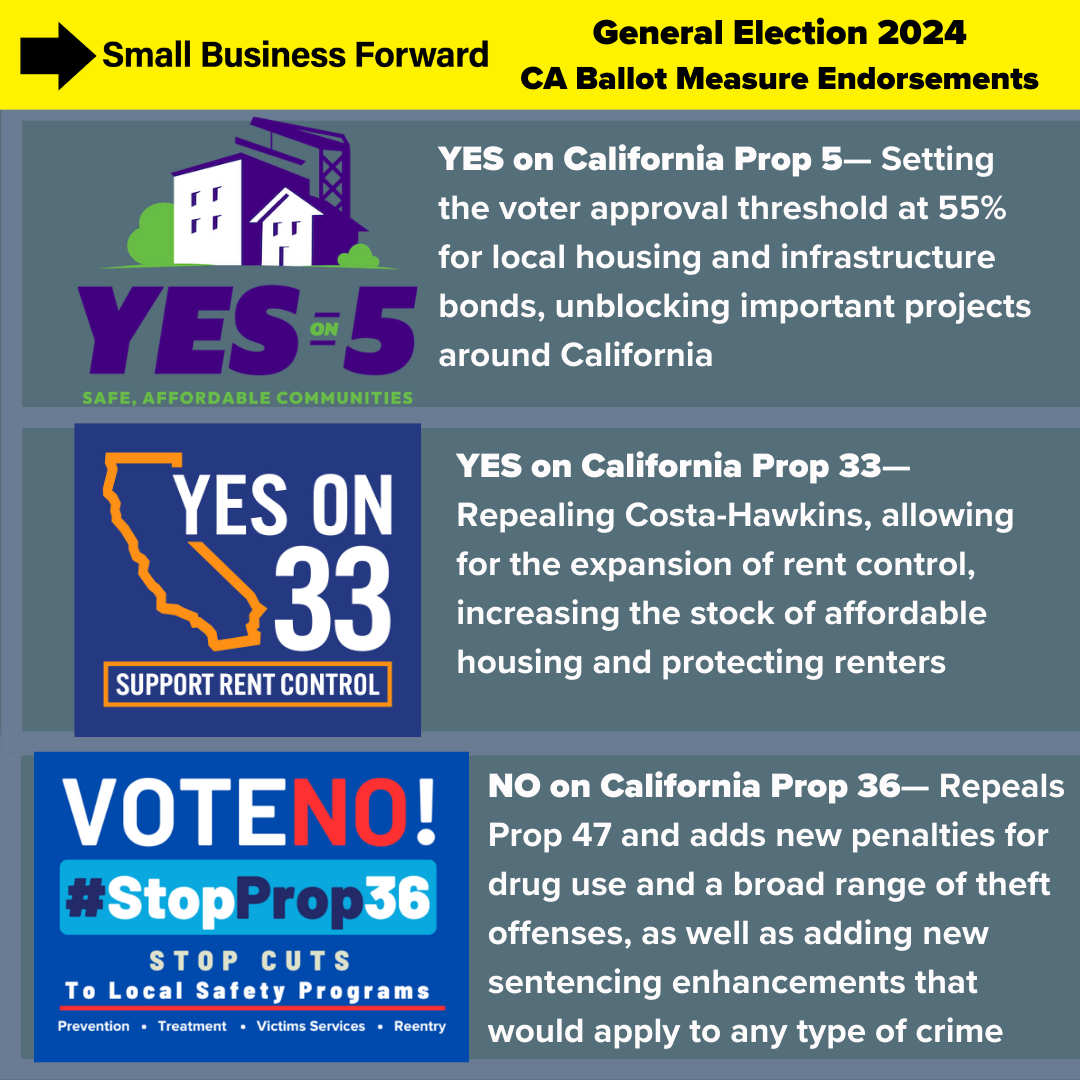 Small Business Forward
General Election 2024
CA Ballot Measure Endorsements
YES ON 5
SAFE, AFFORDABLE COMMUNITIES
YES on California Prop 5— Setting
the voter approval threshold at 55%
for local housing and infrastructure
bonds, unblocking important projects
around California
YES ON
33
SUPPORT RENT CONTROL
YES on California Prop 33—
Repealing Costa-Hawkins, allowing
for the expansion of rent control,
increasing the stock of affordable
housing and protecting renters
VOTENO!
#StopProp36
STOP CUTS
To Local Safety Programs
Prevention • Treatment • Victims Services • Reentry
NO on California Prop 36— Repeals
Prop 47 and adds new penalties for
drug use and a broad range of theft
offenses, as well as adding new
sentencing enhancements that
would apply to any type of crime